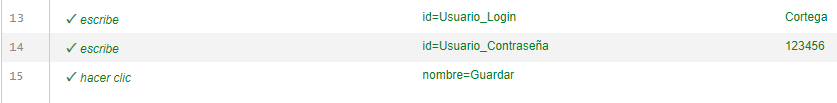 13 ✓ escribe id=Usuario_Login Cortega
14 ✓ escribe id=Usuario_Contraseña 123456
15 ✓ hacer clic nombre=Guardar